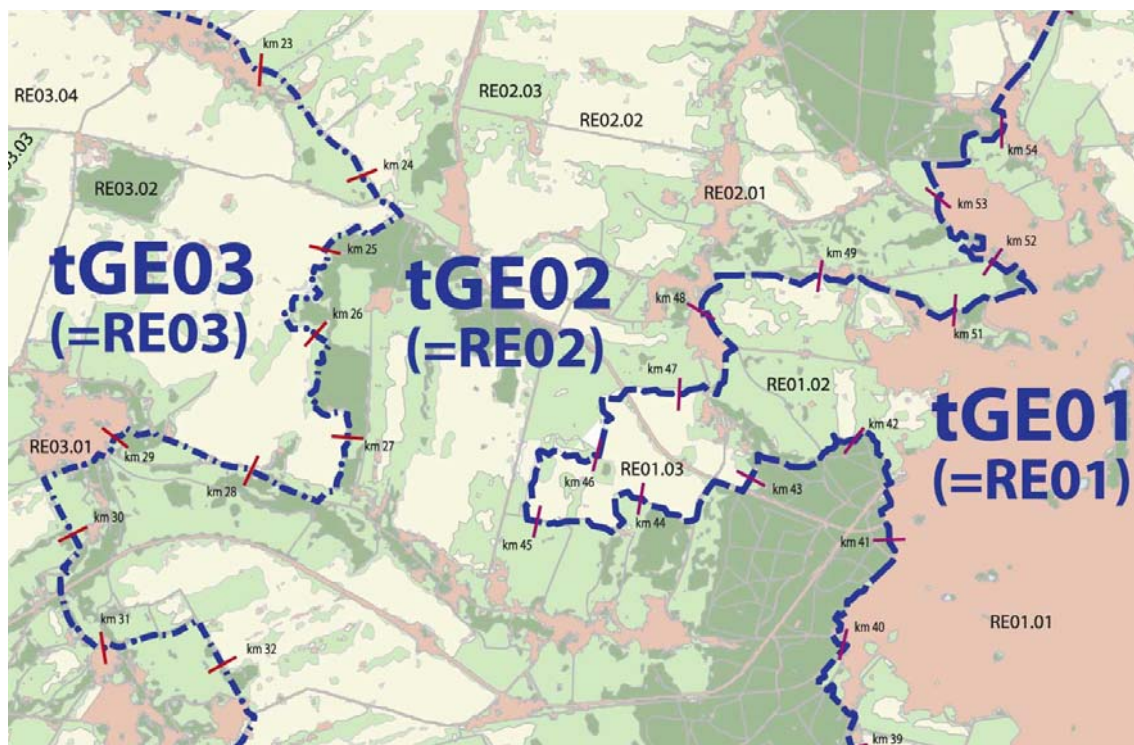 km 23
RE03.04
RE02.03
RE02.02
03.03
km 54
RE03.02
km 24
RE02.01
km 53
km 25
km 49
km 52
tGE03
(=RE03)
tGE02
(=RE02)
km 26
km 48
km 51
km 47
RE01.02
tGE01
(=RE01)
RE03.01
km 27
km 42
km 29
RE01.03
km 28
km 46
km 43
km 44
km 30
km 45
km 41
RE01.01
km 31
km 40
km 32
km 39